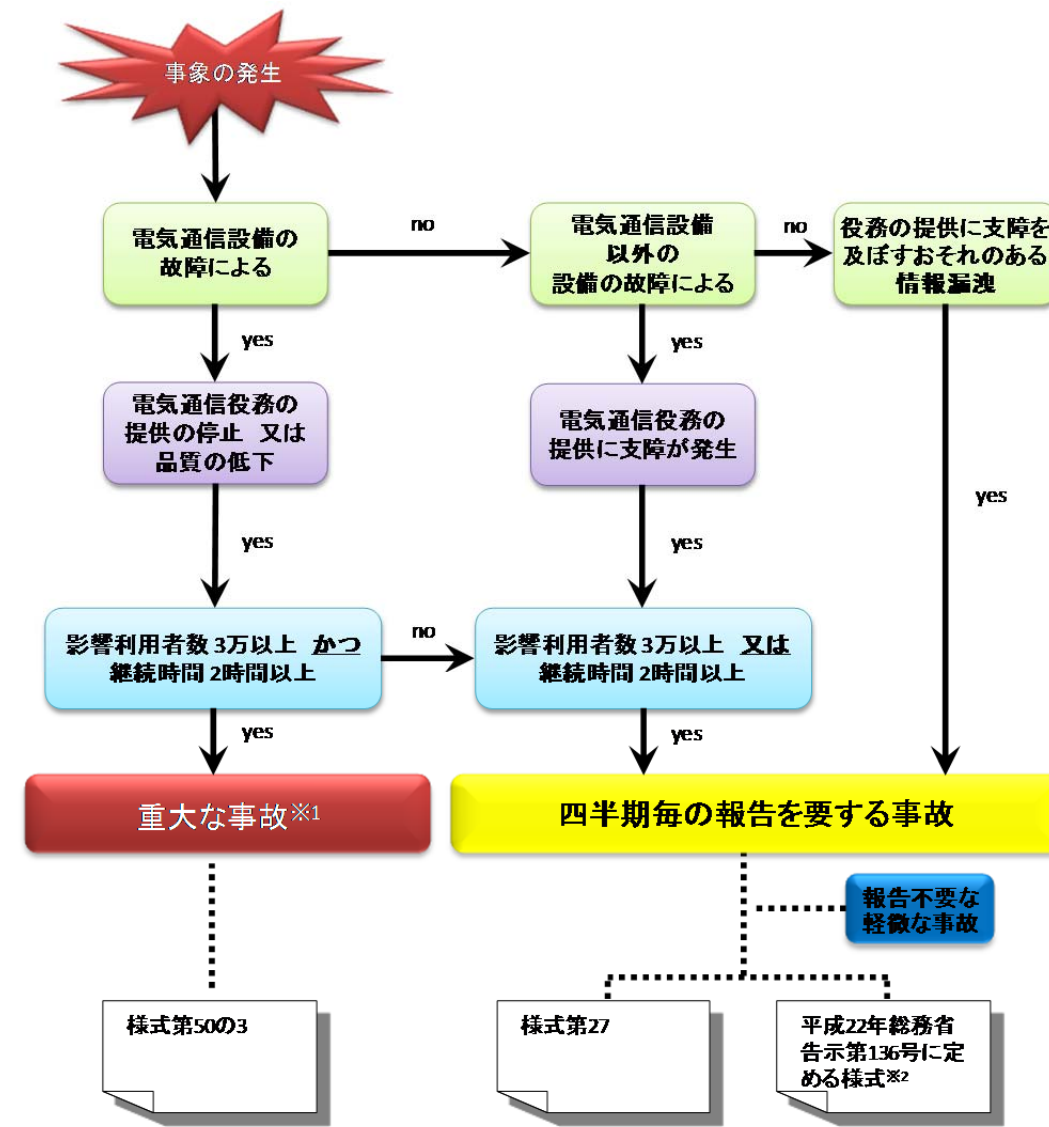 事象の発生
電気通信設備の
故障による
no
電気通信設備
以外の
設備の故障による
no
役務の提供に支障を
及ぼすおそれのある
情報漏洩
yes
yes
電気通信役務の
提供の停止 又は
品質の低下
電気通信役務の
提供に支障が発生
yes
yes
yes
影響利用者数 3万以上 かつ
継続時間 2時間以上
no
影響利用者数 3万以上 又は
継続時間 2時間以上
yes
yes
重大な事故※1
四半期毎の報告を要する事故
報告不要な
軽微な事故
様式第50の3
様式第27
平成22年総務省
告示第136号に定
める様式※2